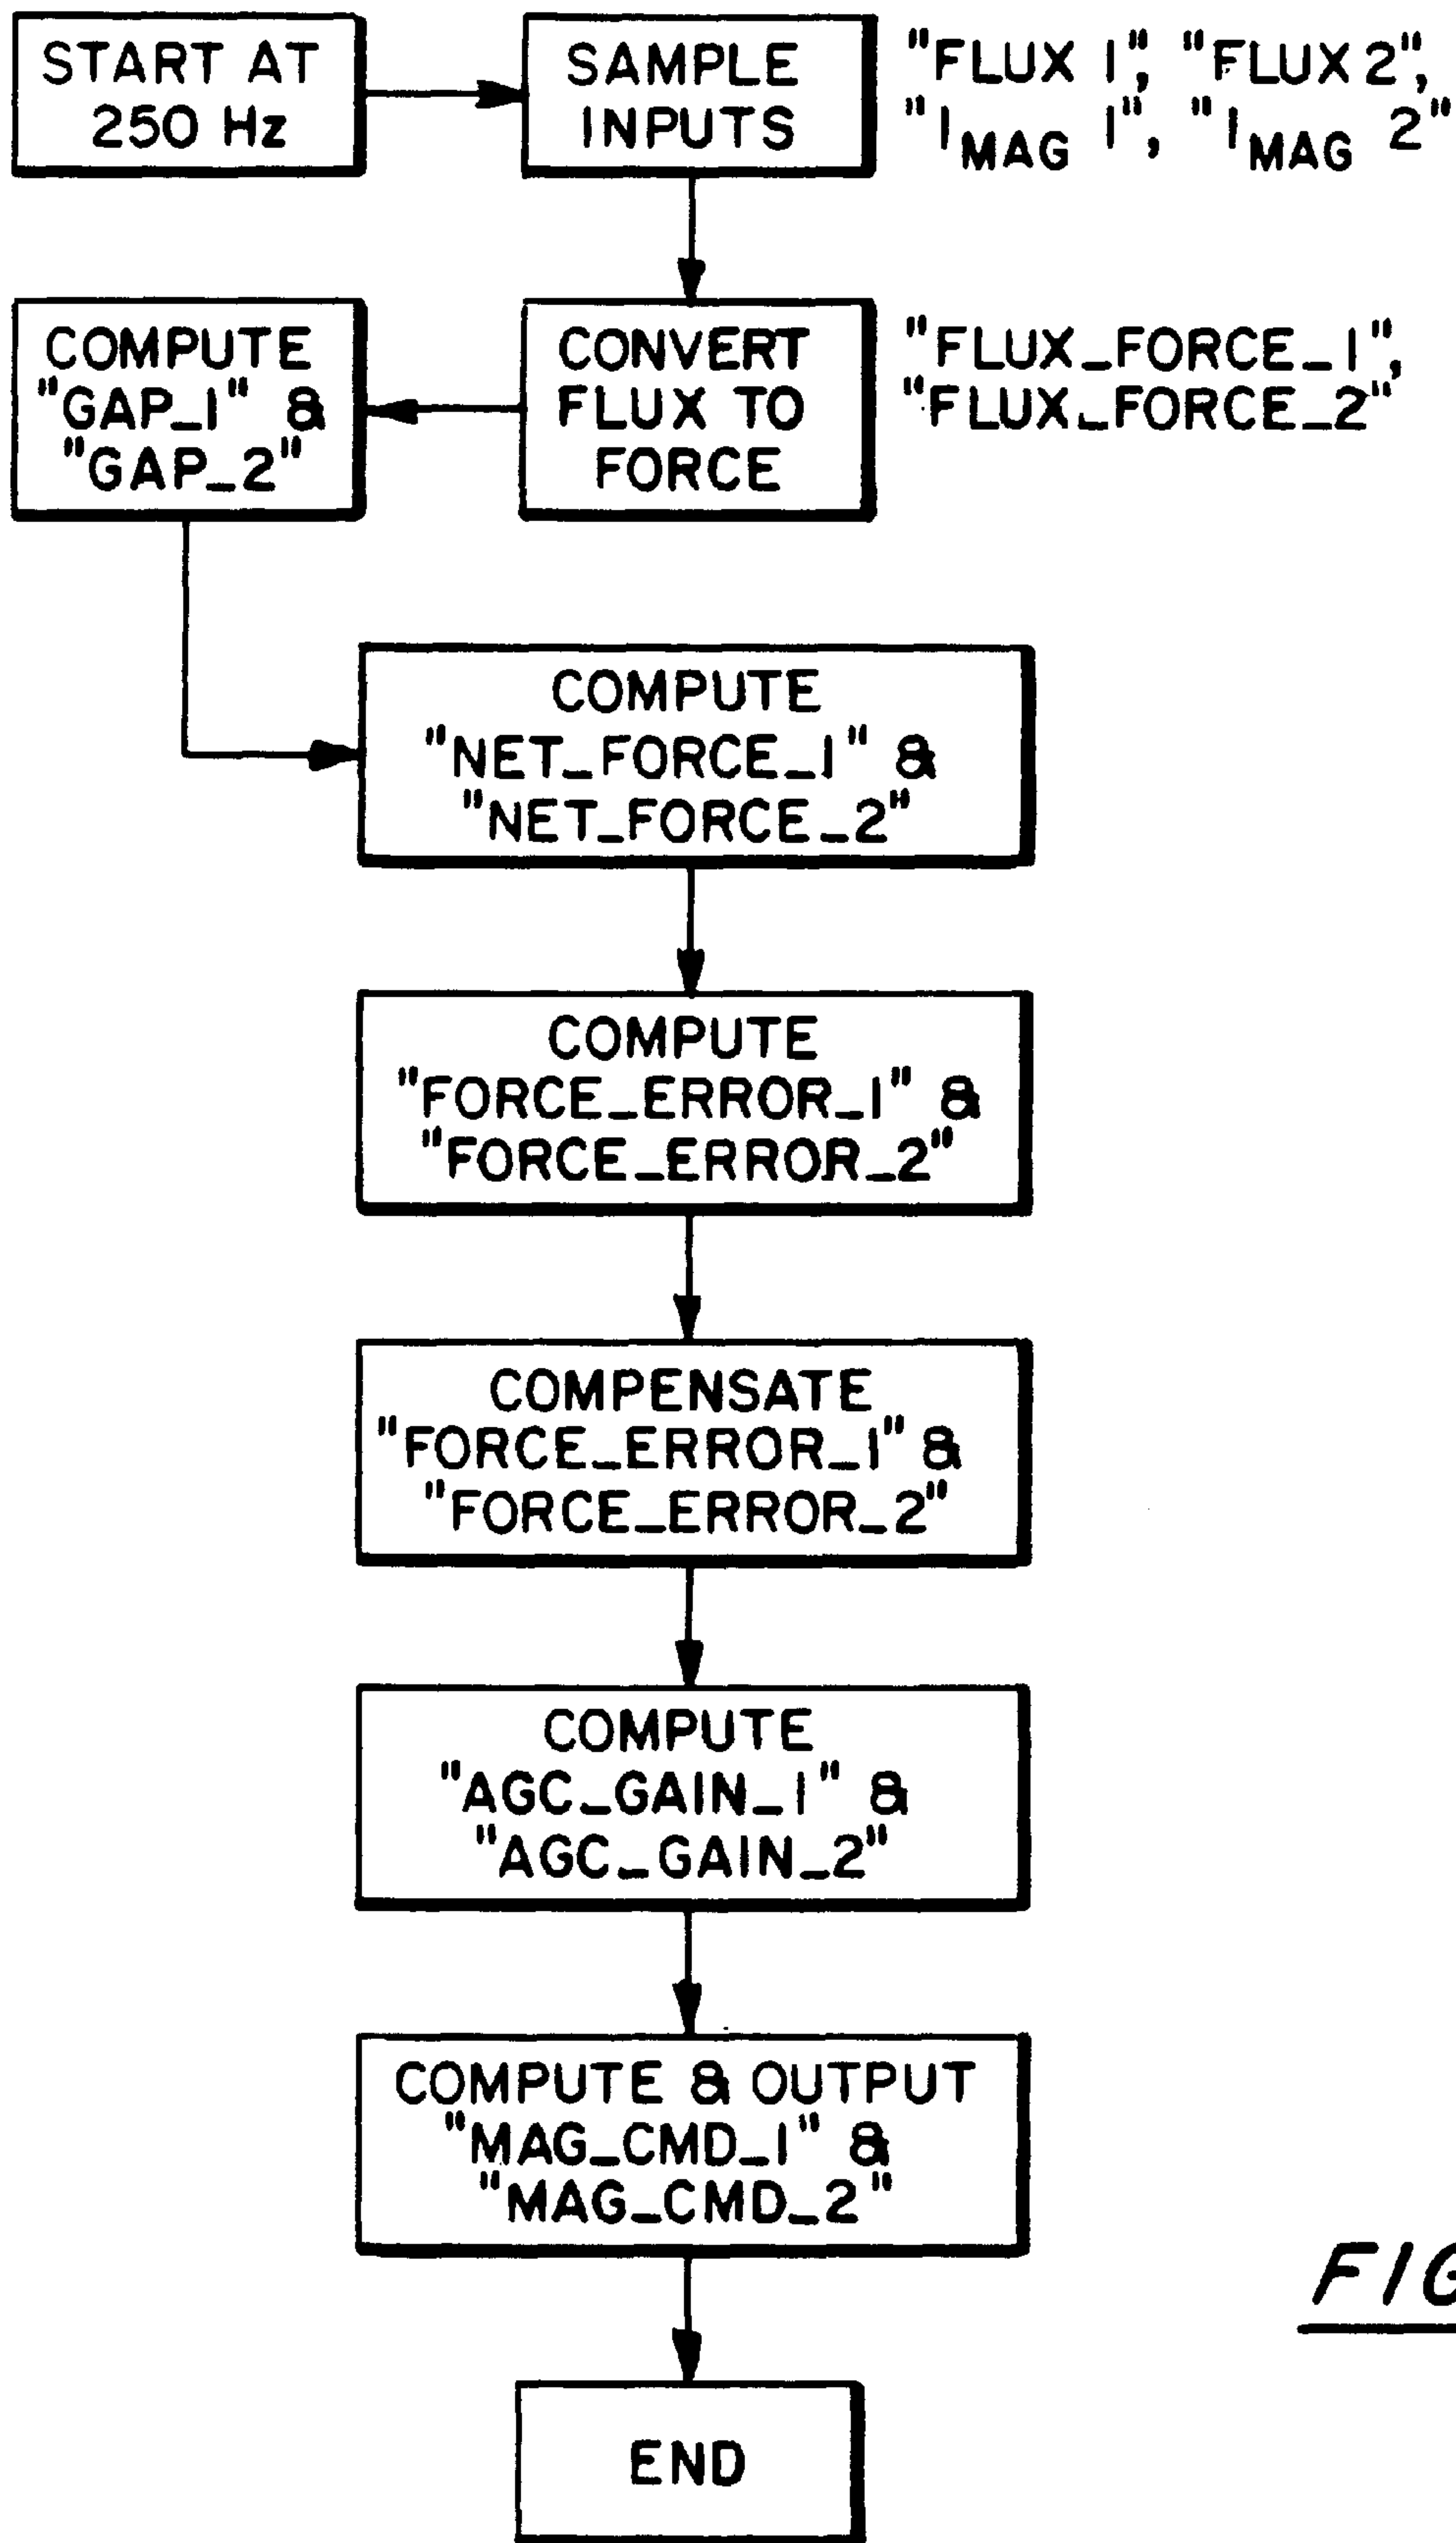 START AT
250 Hz
SAMPLE
INPUTS
"FLUX 1", "FLUX 2",
"I MAG 1", "I MAG 2"
CONVERT
FLUX TO
FORCE
"FLUX_FORCE_1",
"FLUX_FORCE_2"
COMPUTE
"GAP_1" &
"GAP_2"
COMPUTE
"NET_FORCE_1" &
"NET_FORCE_2"
COMPUTE
"FORCE_ERROR_1" &
"FORCE_ERROR_2"
COMPENSATE
"FORCE_ERROR_1" &
"FORCE_ERROR_2"
COMPUTE
"AGC_GAIN_1" &
"AGC_GAIN_2"
COMPUTE & OUTPUT
"MAG_CMD_1" &
"MAG_CMD_2"
FIG
END